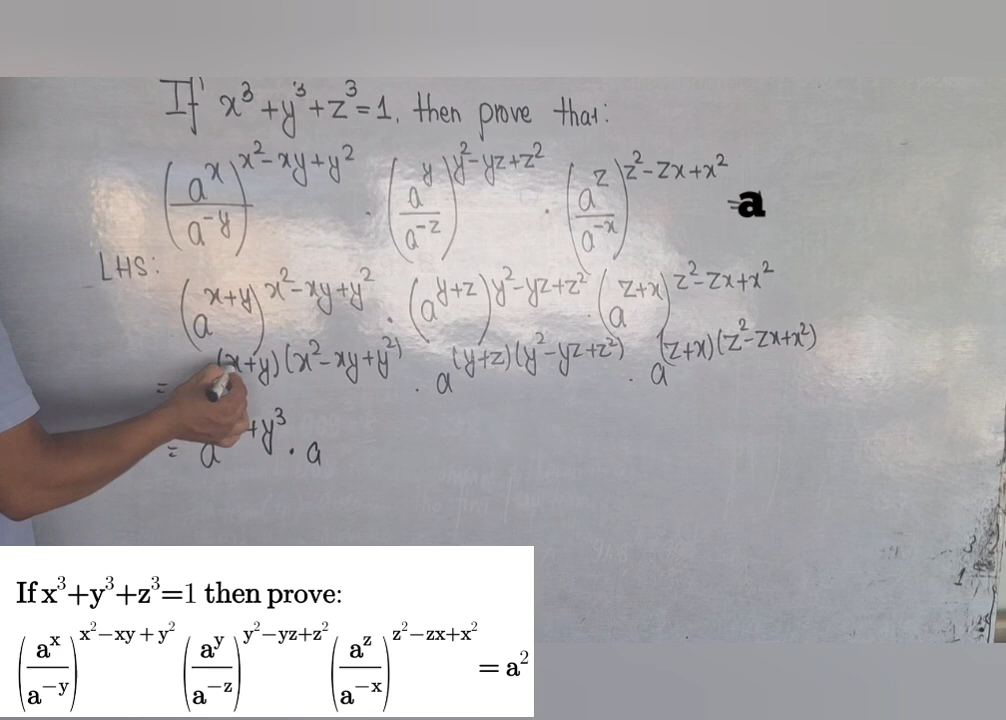 If x³+y³+z³=1, then prove that:
(a^x/a^-y)^x²-xy+y² . (a^y/a^-z)^y²-yz+z² . (a^z/a^-x)^z²-zx+x² =a
LHS:
(a^x+y)^x²-xy+y² . (a^y+z)^y²-yz+z² . (a^z+x)^z²-zx+x²
= (x+y)(x²-xy+y²) . a^(y+z)(y²-yz+z²) . a^(z+x)(z²-zx+x²)
= a +y³ . a
If x³+y³+z³=1 then prove:
(a^x/a^-y)^x²-xy+y² (a^y/a^-z)^y²-yz+z² (a^z/a^-x)^z²-zx+x² = a²